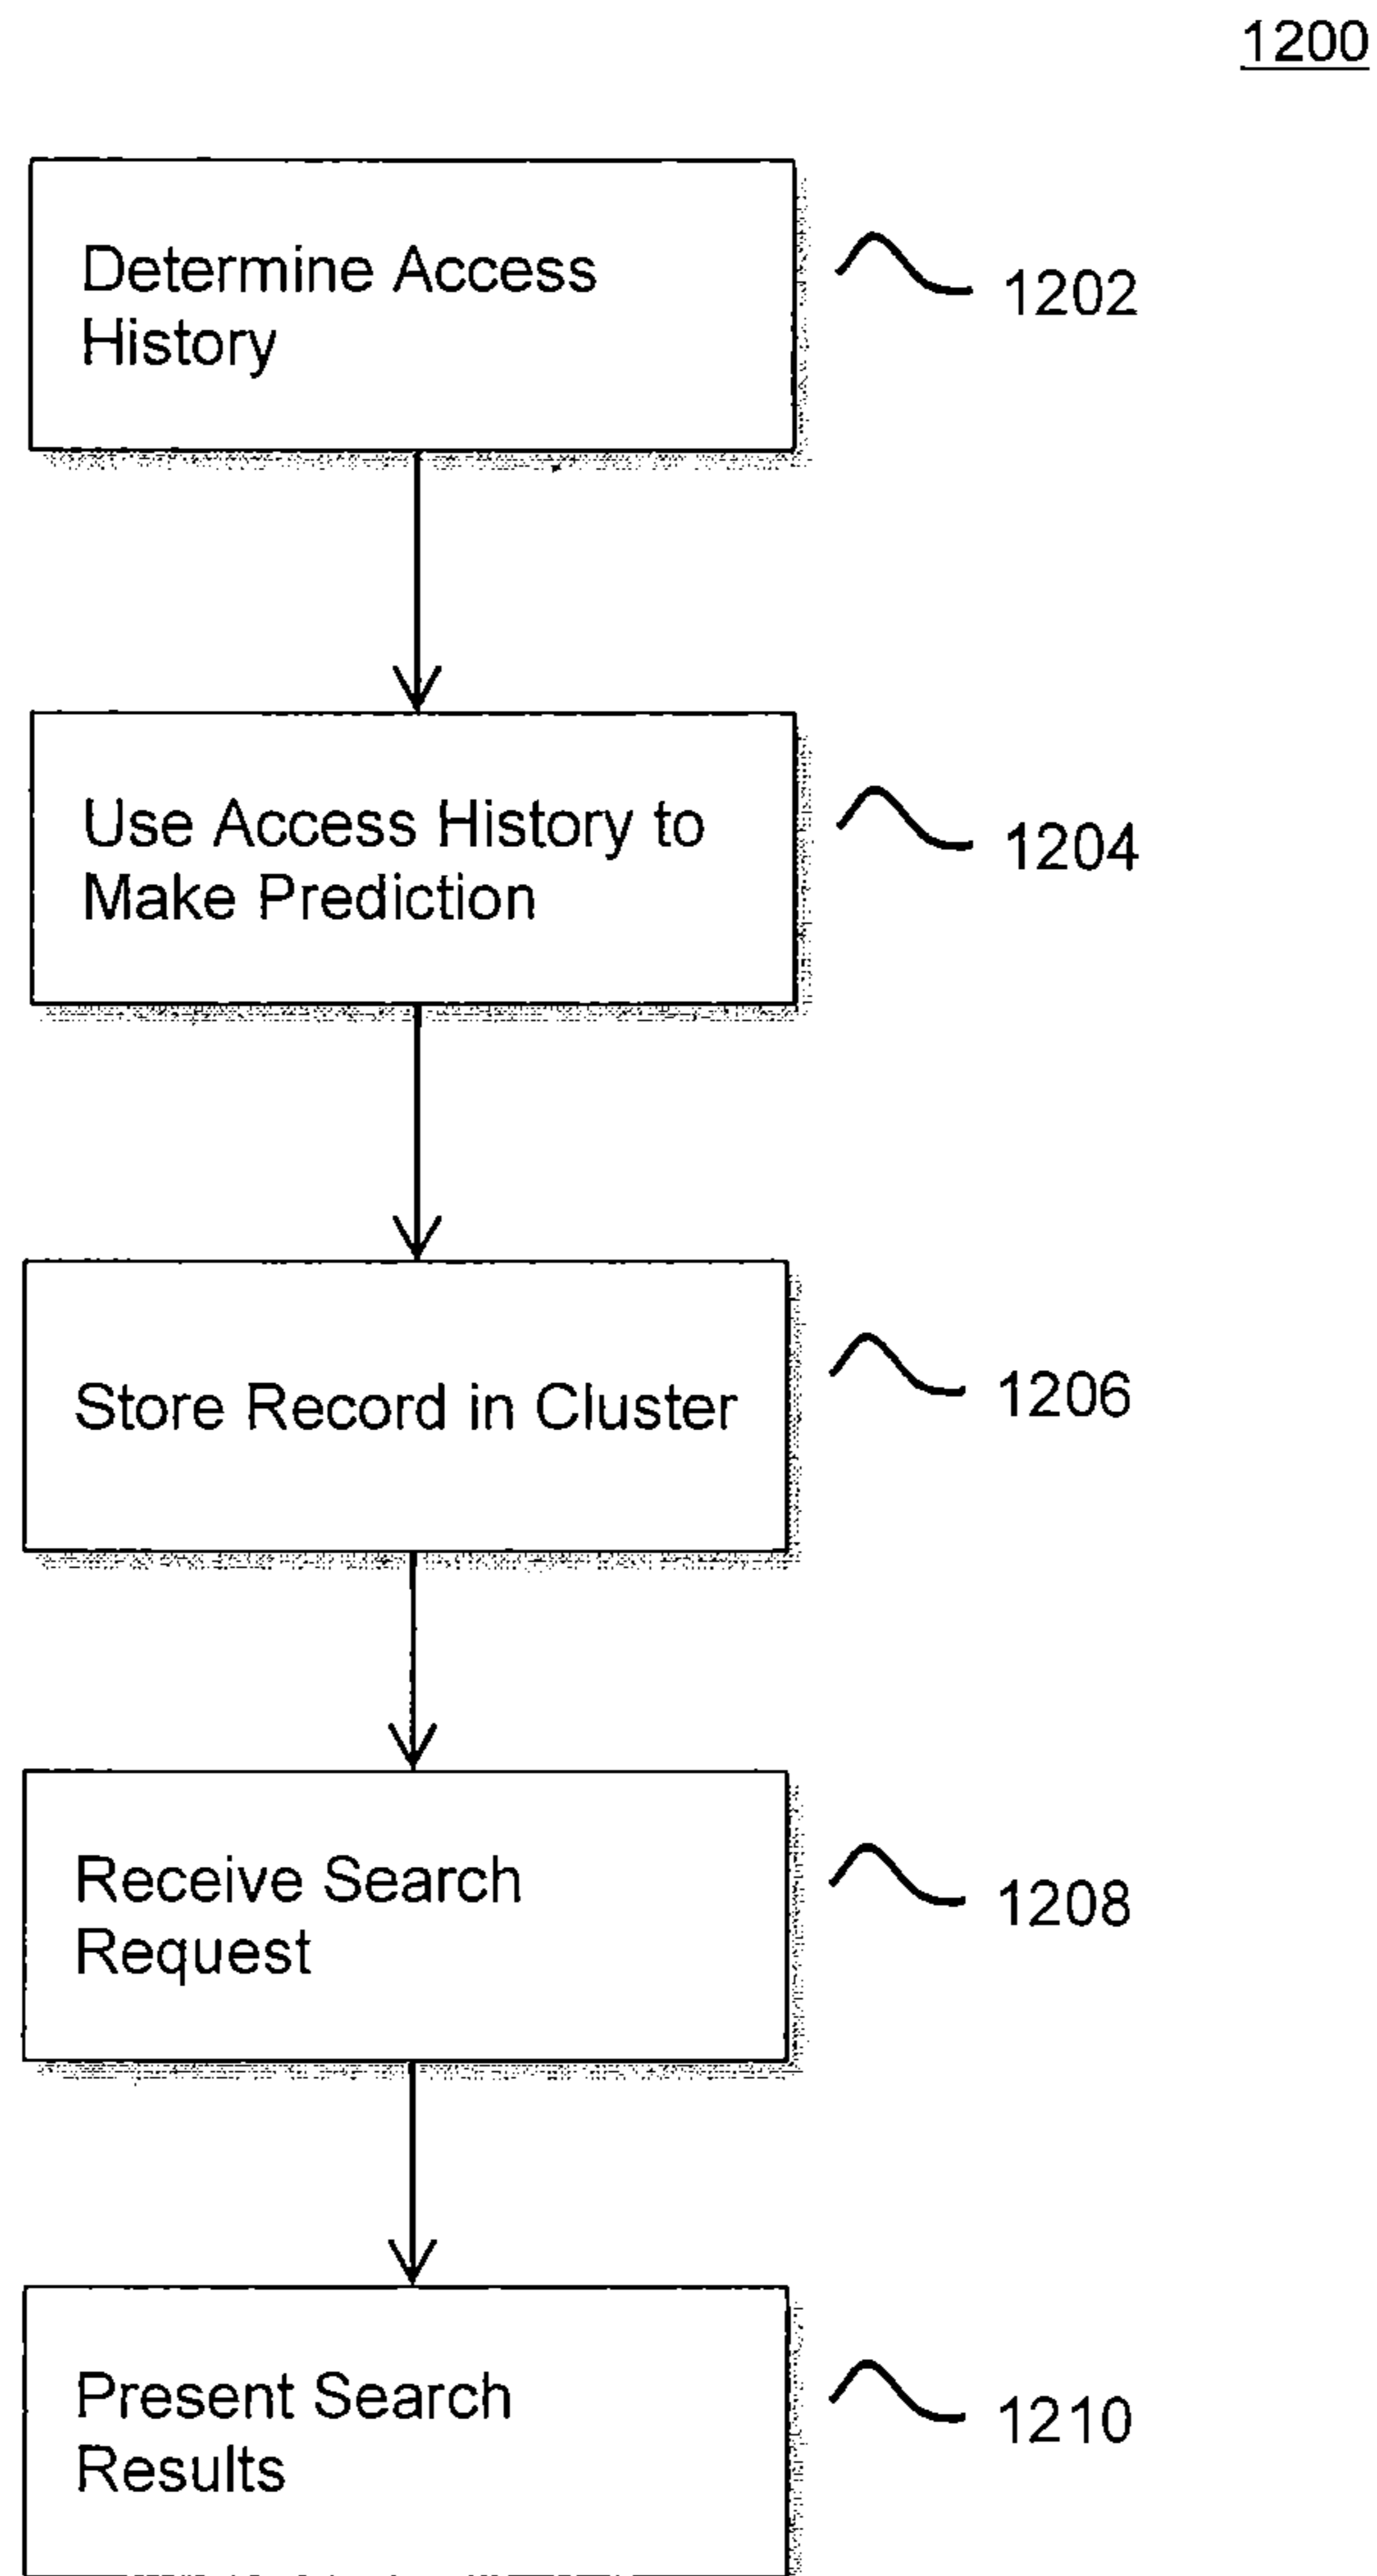 1200
Determine Access
History
1202
Use Access History to
Make Prediction
1204
Store Record in Cluster
1206
Receive Search
Request
1208
Present Search
Results
1210